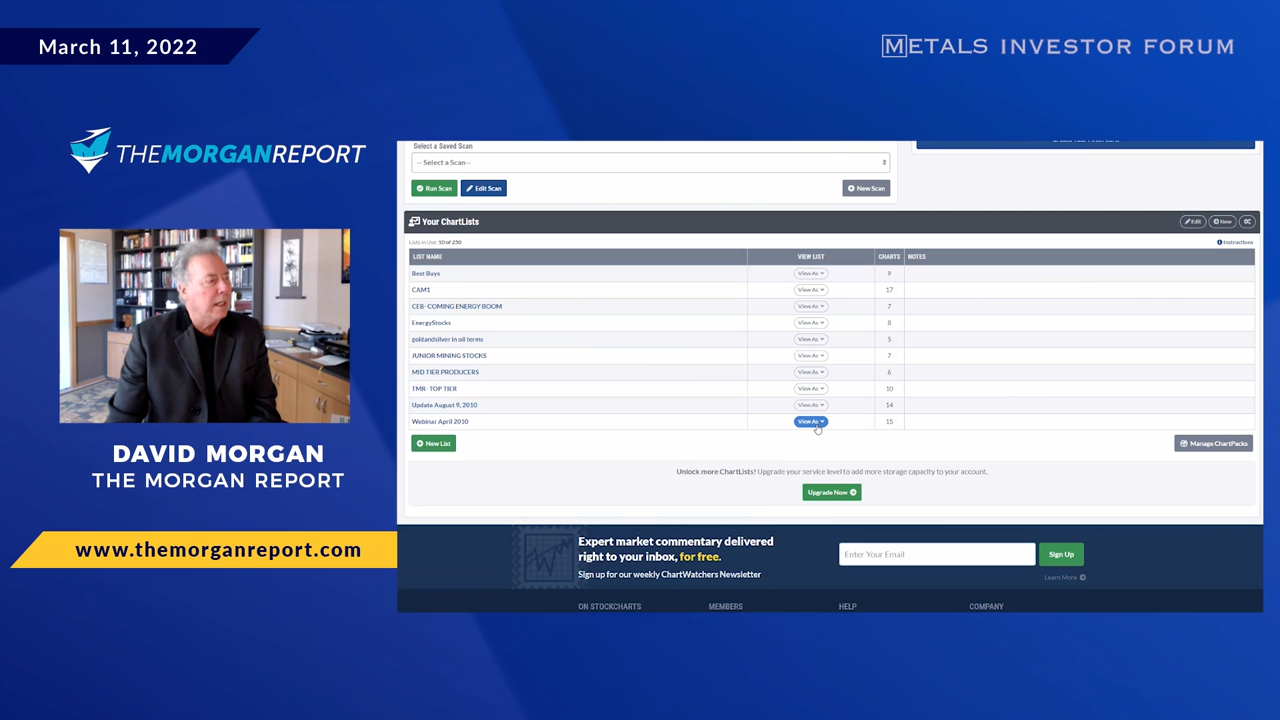 March 11, 2022
METALS INVESTOR FORUM
THEMORGANREPORT
Select a Saved Scan
-- Select a Scan--
Run Scan
Edit Scan
New Scan
Your ChartLists
Edit
New
Lists in Use: 10 of 250
Instructions
LIST NAME VIEW LIST CHARTS NOTES
Best Buys View As 9
CAM1 View As 17
CEB- COMING ENERGY BOOM View As 7
EnergyStocks View As 8
goldandsilver in oil terms View As 5
JUNIOR MINING STOCKS View As 7
MID TIER PRODUCERS View As 6
TMR- TOP TIER View As 10
Update August 9, 2010 View As 14
Webinar April 2010 View As 15
New List
Manage ChartPacks
Unlock more ChartLists! Upgrade your service level to add more storage capacity to your account.
Upgrade Now
DAVID MORGAN
THE MORGAN REPORT
www.themorganreport.com
Expert market commentary delivered
right to your inbox, for free.
Sign up for our weekly ChartWatchers Newsletter
Enter Your Email
Sign Up
Learn More
ON STOCKCHARTS MEMBERS HELP COMPANY